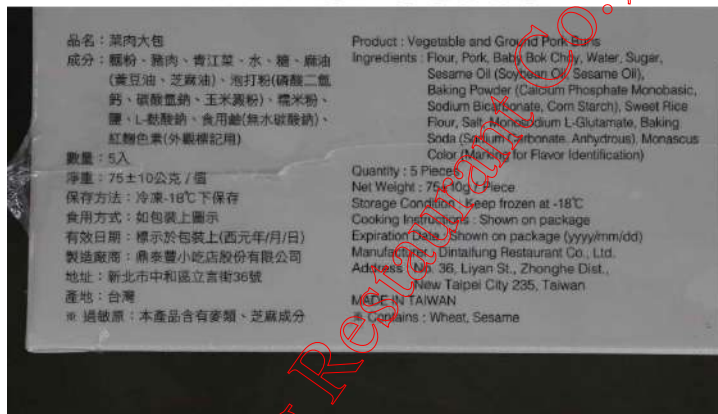 品名：菜肉大包
成分：麵粉、豬肉、青江菜、水、糖、麻油
(黃豆油、芝麻油)、泡打粉(磷酸二氫
鈣、碳酸氫鈉、玉米澱粉)、糯米粉、
鹽、L-麩酸鈉、食用鹼(無水碳酸鈉)、
紅麴色素(外觀標記用)
數量：5入
淨重：75±10公克／個
保存方法：冷凍-18℃下保存
食用方式：如包裝上圖示
有效日期：標示於包裝上(西元年/月/日)
製造廠商：鼎泰豐小吃店股份有限公司
地址：新北市中和區立言街36號
產地：台灣
※ 過敏原：本產品含有麥類、芝麻成分
Product : Vegetable and Ground Pork Buns
Ingredients : Flour, Pork, Baby Bok Choy, Water, Sugar,
Sesame Oil (Soybean Oil, Sesame Oil),
Baking Powder (Calcium Phosphate Monobasic,
Sodium Bicarbonate, Corn Starch), Sweet Rice
Flour, Salt, Monosodium L-Glutamate, Baking
Soda (Sodium Carbonate, Anhydrous), Monascus
Color (Marking for Flavor Identification)
Quantity : 5 Pieces
Net Weight : 75±10g / Piece
Storage Condition : Keep frozen at -18℃
Cooking Instructions : Shown on package
Expiration Date : Shown on package (yyyy/mm/dd)
Manufacturer : Dintaifung Restaurant Co., Ltd.
Address : No. 36, Liyan St., Zhonghe Dist.,
New Taipei City 235, Taiwan
MADE IN TAIWAN
※ Contains : Wheat, Sesame
Restaurant Co.,